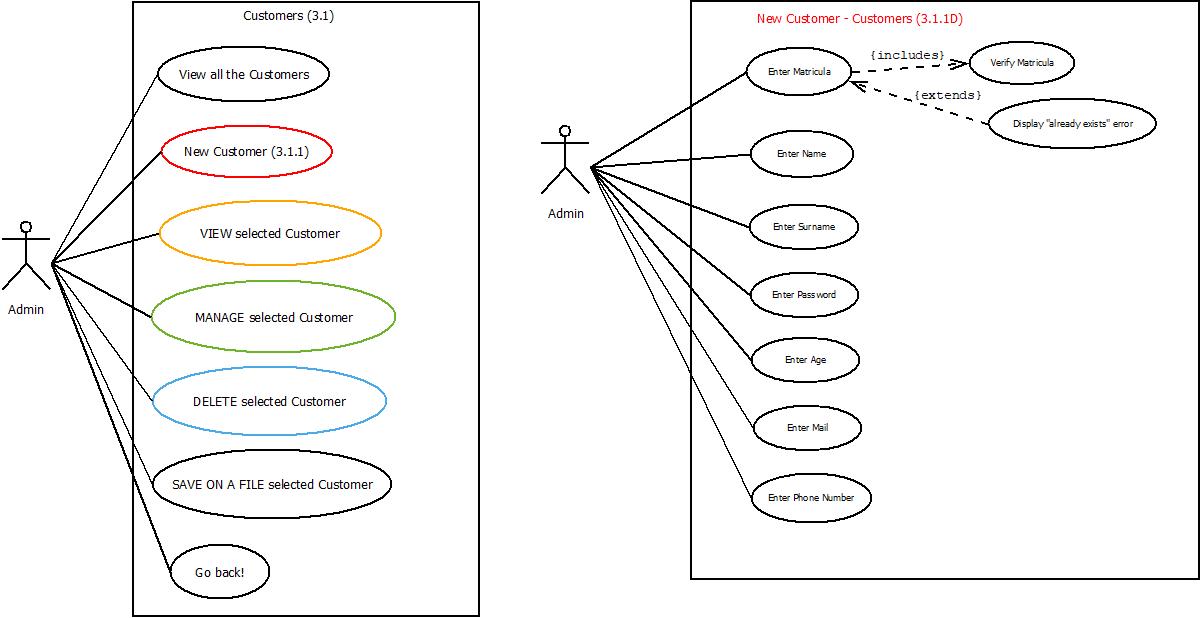 Customers (3.1)
View all the Customers
New Customer (3.1.1)
VIEW selected Customer
MANAGE selected Customer
DELETE selected Customer
SAVE ON A FILE selected Customer
Go back!
Admin
New Customer - Customers (3.1.1D)
Enter Matricula
{includes}
Verify Matricula
{extends}
Display "already exists" error
Enter Name
Enter Surname
Enter Password
Enter Age
Enter Mail
Enter Phone Number
Admin